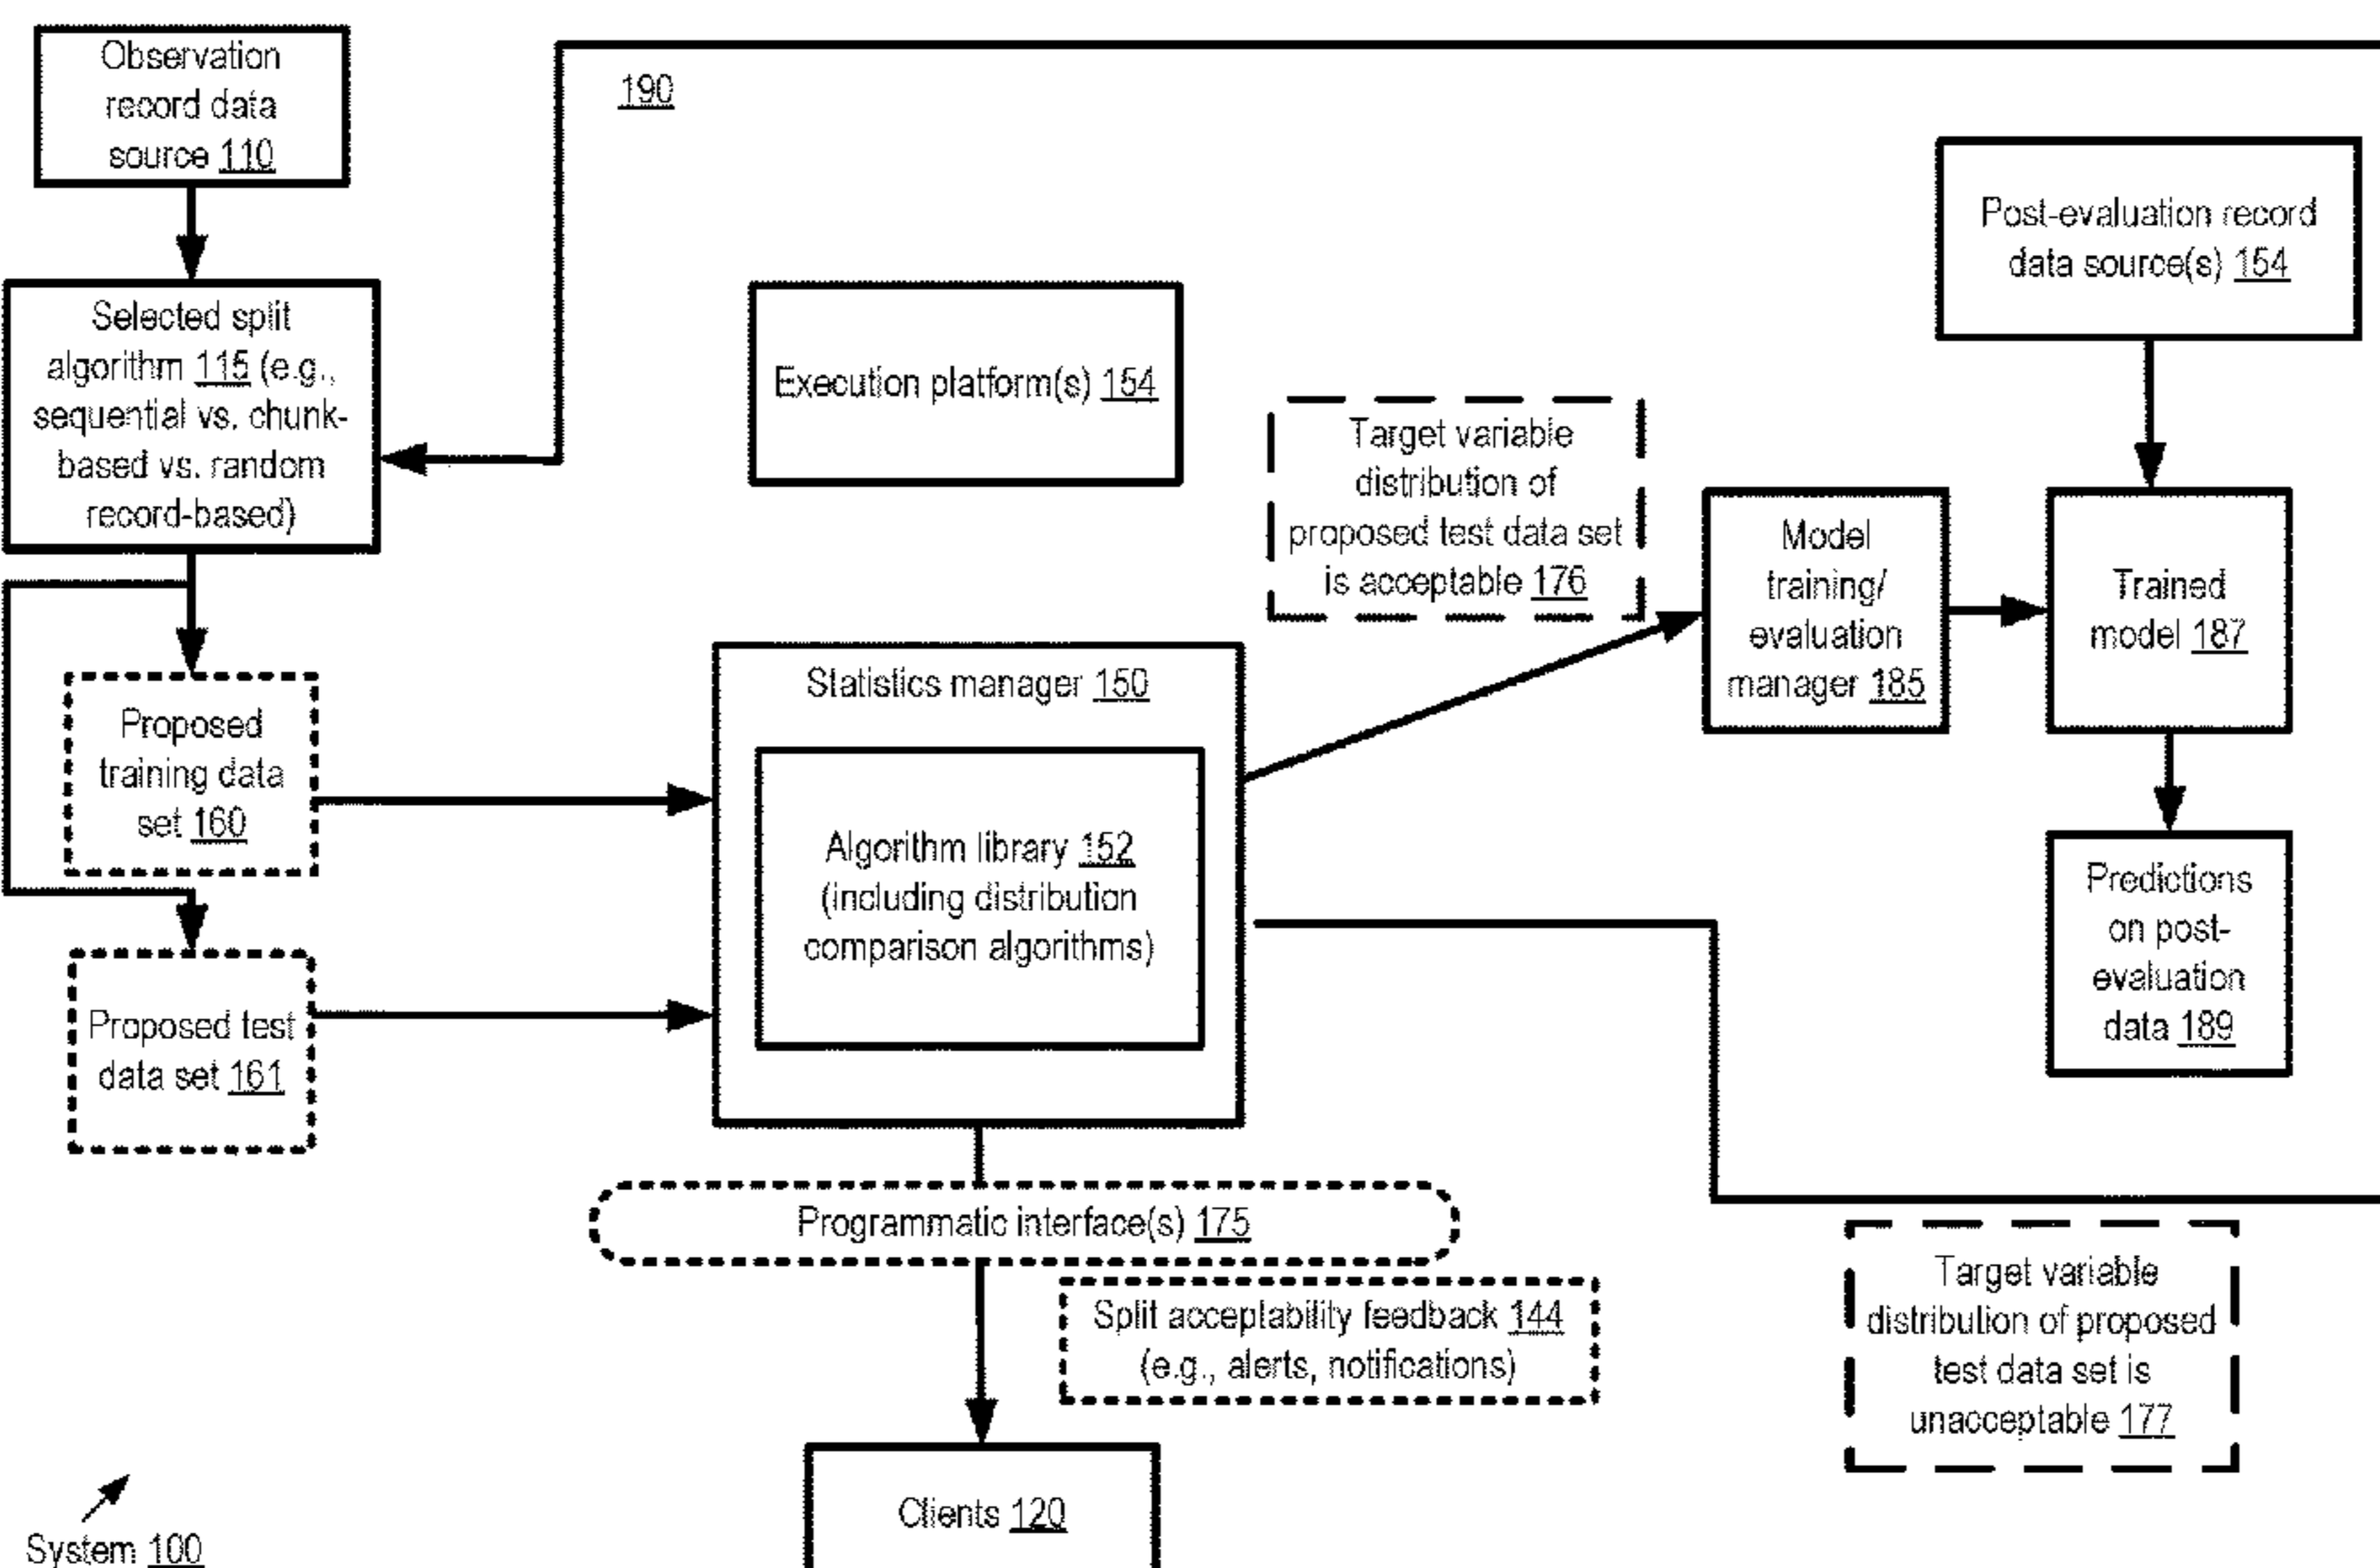 Observation
record data
source 110
190
Post-evaluation record
data source(s) 154
Selected split
algorithm 115 (e.g.,
sequential vs. chunk-
based vs. random
record-based)
Execution platform(s) 154
Target variable
distribution of
proposed test data set
is acceptable 176
Model
training/
evaluation
manager 185
Trained
model 187
Proposed
training data
set 160
Statistics manager 150
Algorithm library 152
(including distribution
comparison algorithms)
Predictions
on post-
evaluation
data 189
Proposed test
data set 161
Programmatic interface(s) 175
Split acceptability feedback 144
(e.g., alerts, notifications)
Target variable
distribution of proposed
test data set is
unacceptable 177
Clients 120
System 100